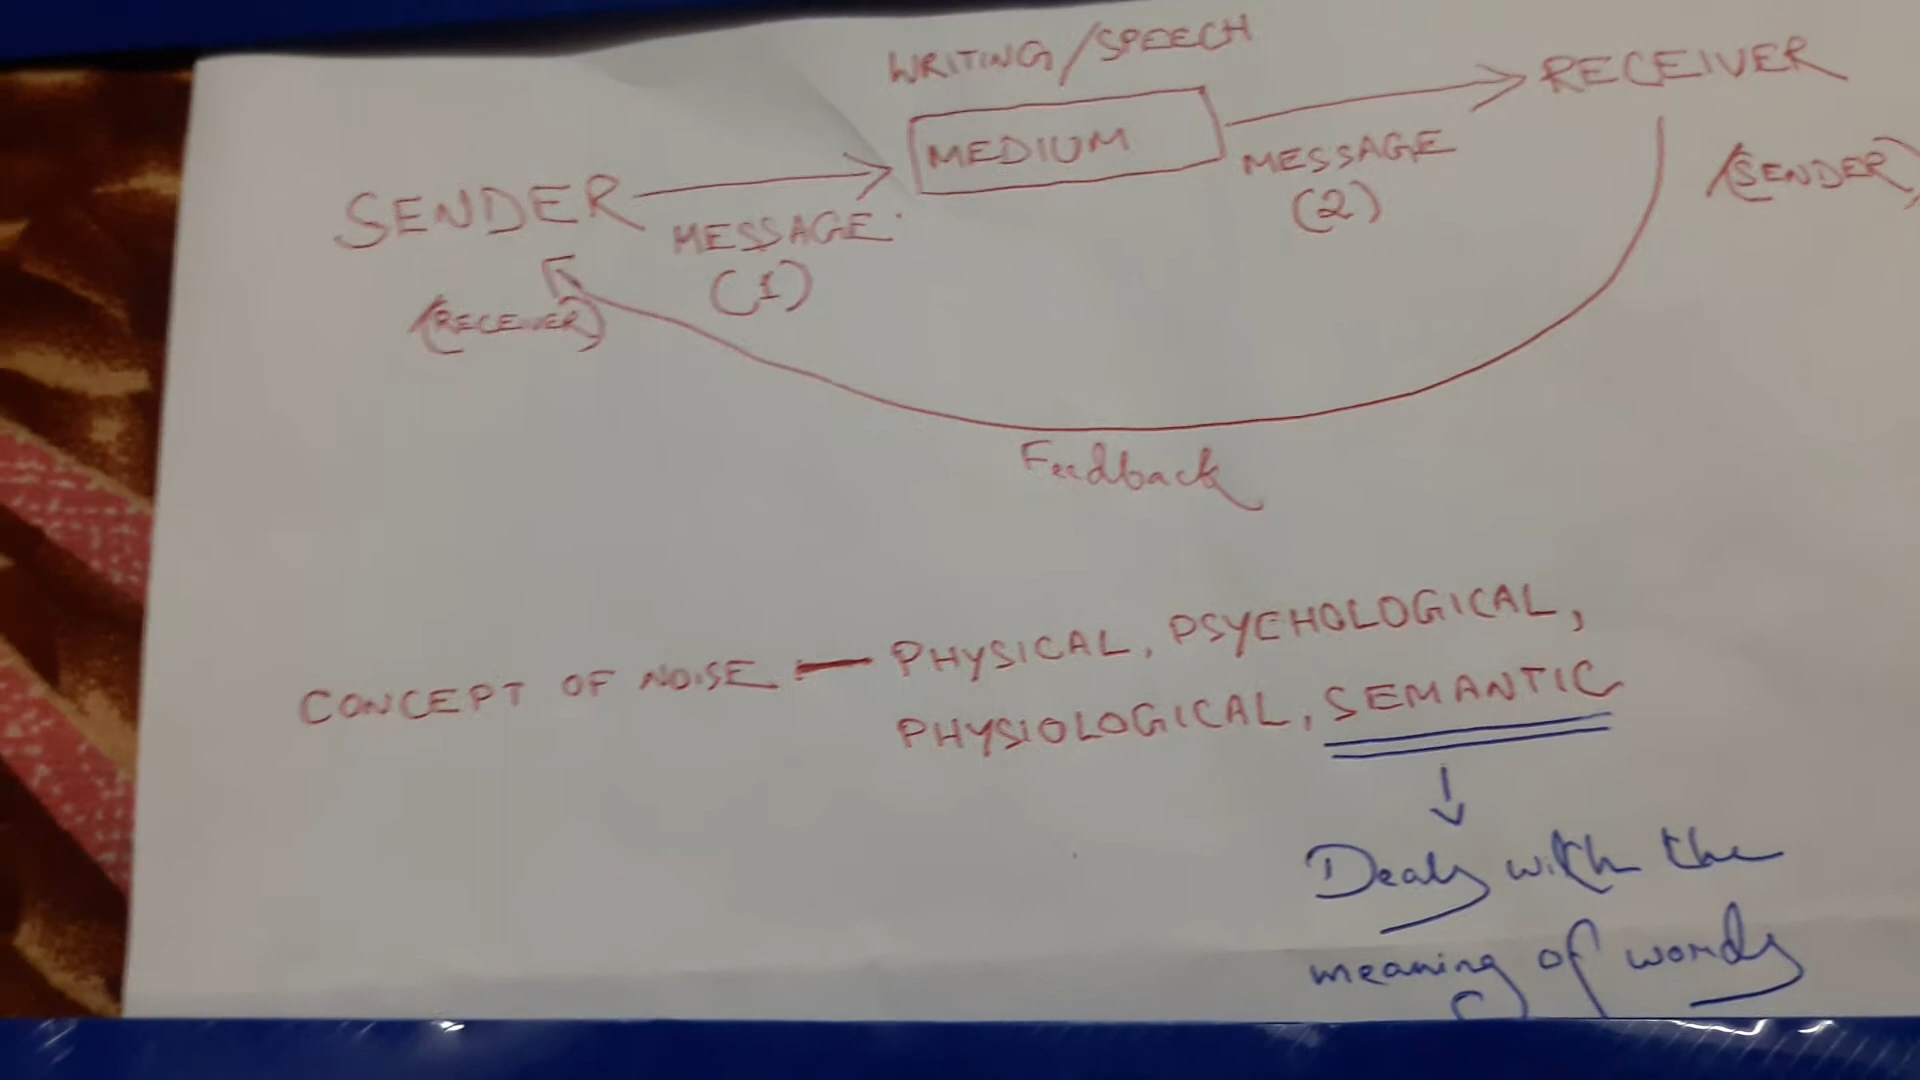 WRITING/SPEECH
SENDER
MESSAGE
(1)
MEDIUM
MESSAGE
(2)
RECEIVER
(SENDER)
(RECEIVER)
Feedback
CONCEPT OF NOISE — PHYSICAL, PSYCHOLOGICAL,
PHYSIOLOGICAL, SEMANTIC
Deals with the
meaning of words